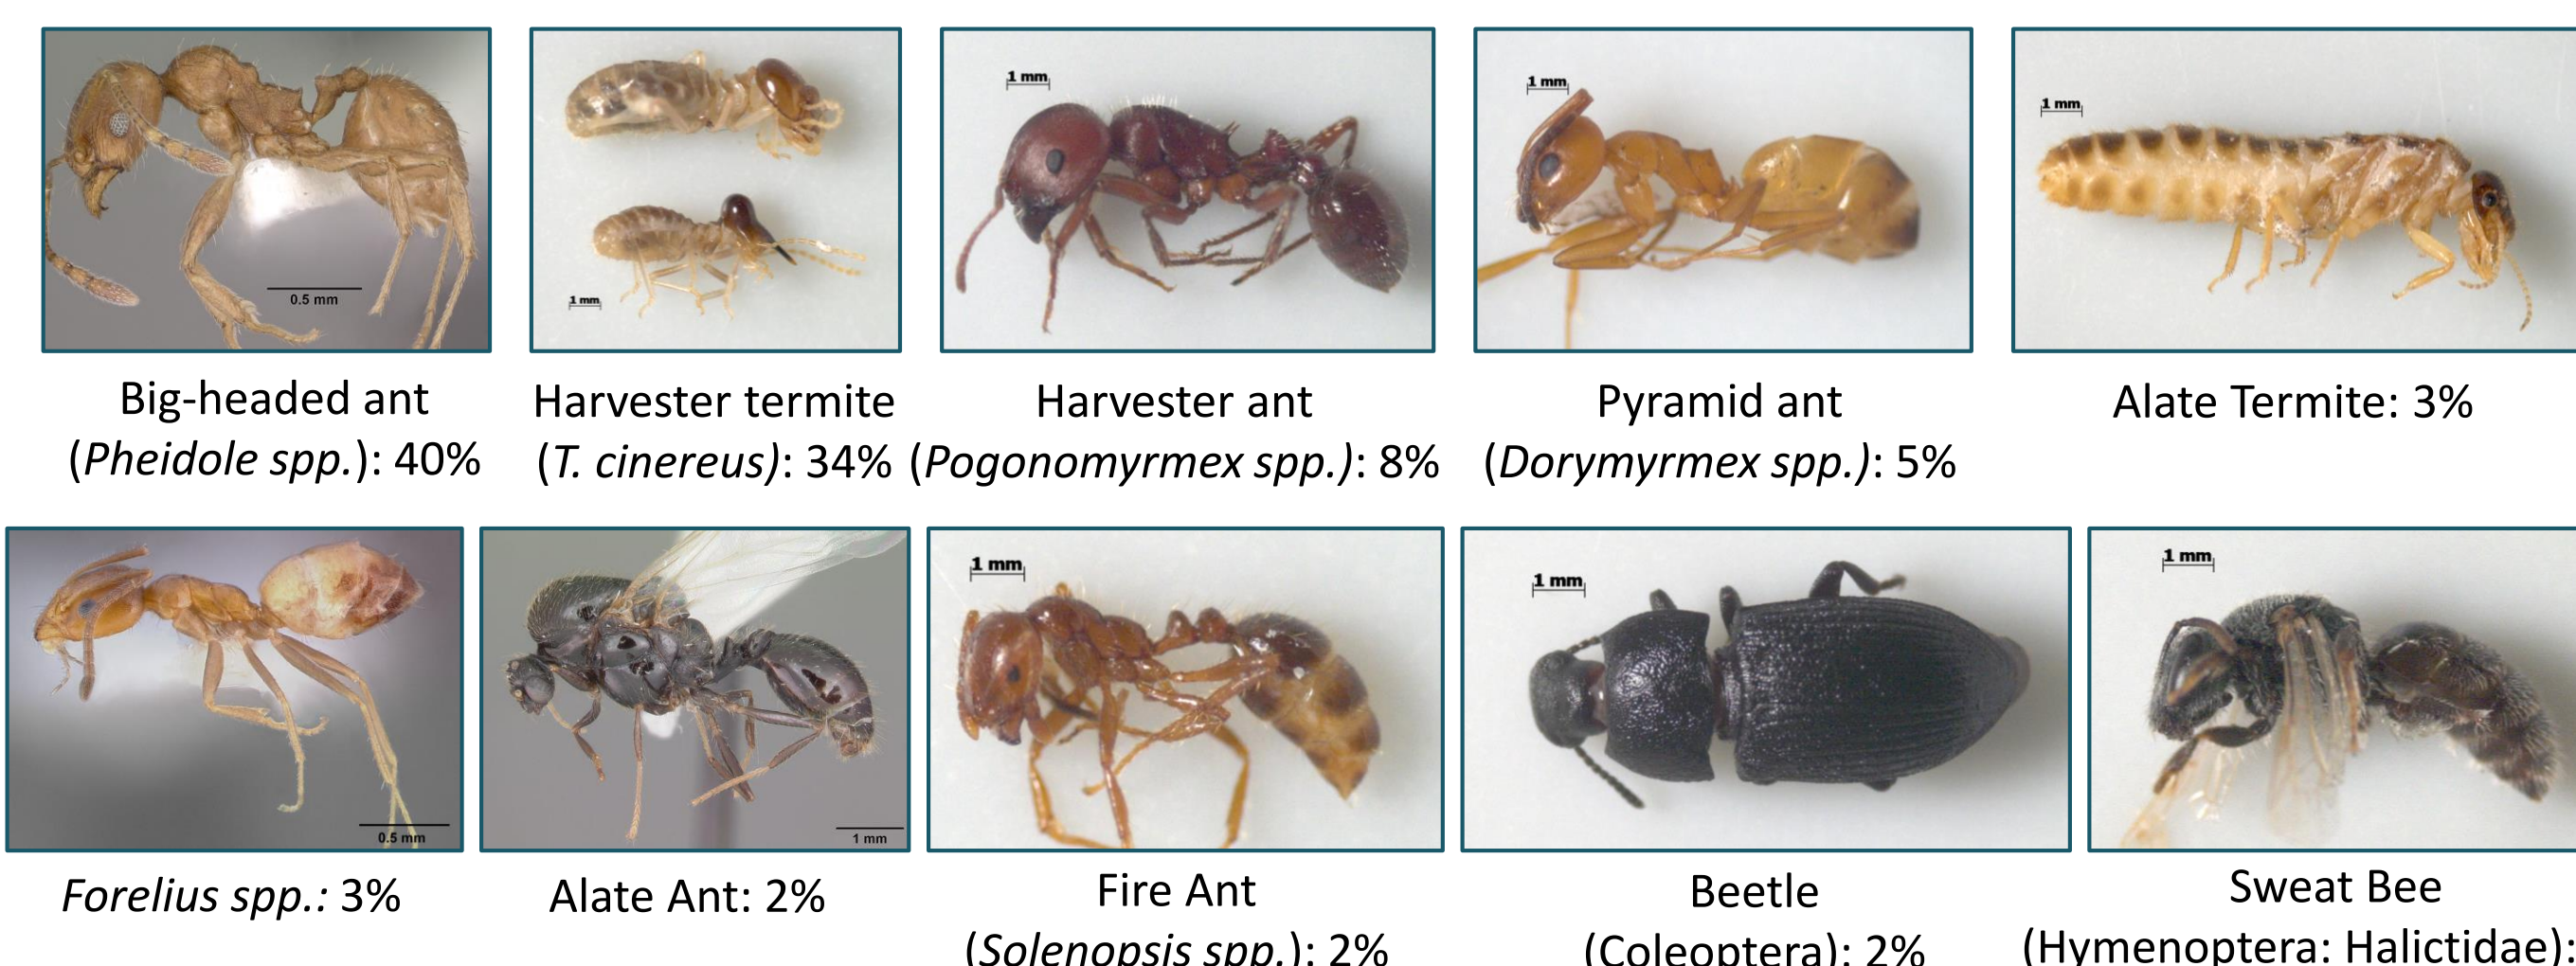 0.5 mm
1 mm
1 mm
1 mm
1 mm
Big-headed ant
(Pheidole spp.): 40%
Harvester termite
(T. cinereus): 34%
Harvester ant
(Pogonomyrmex spp.): 8%
Pyramid ant
(Dorymyrmex spp.): 5%
Alate Termite: 3%
0.5 mm
1 mm
1 mm
1 mm
1 mm
Forelius spp.: 3%
Alate Ant: 2%
Fire Ant
(Solenopsis spp.): 2%
Beetle
(Coleoptera): 2%
Sweat Bee
(Hymenoptera: Halictidae):